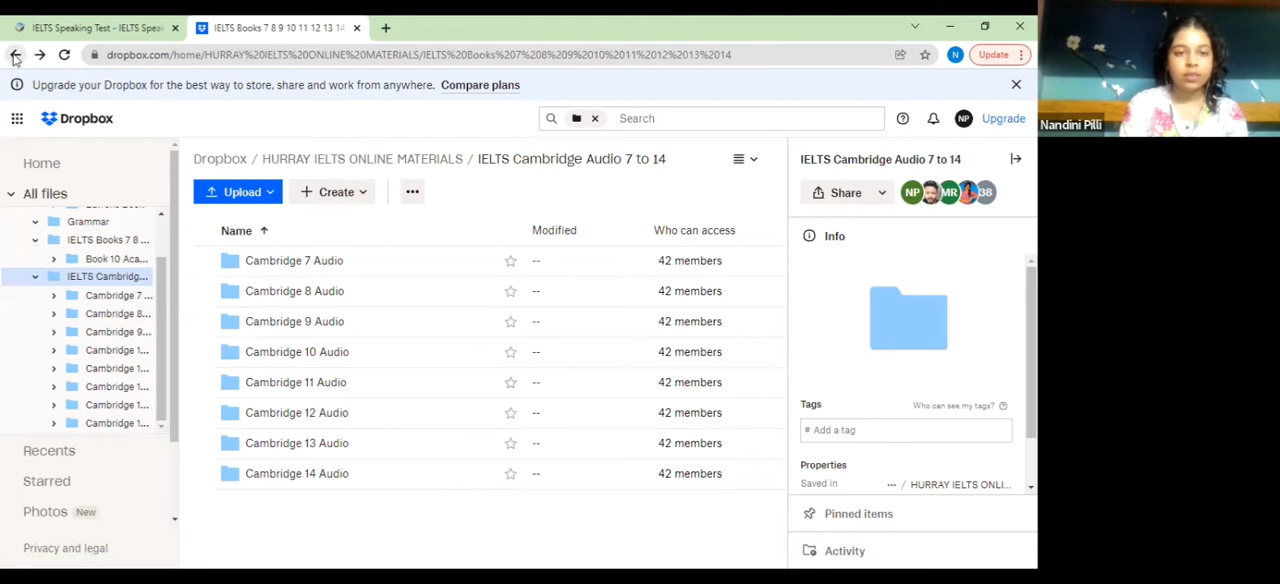 IELTS Speaking Test - IELTS Speak
IELTS Books 7 8 9 10 11 12 13 14
dropbox.com/home/HURRAY%20IELTS%20ONLINE%20MATERIALS/IELTS%20Books%207%208%209%2010%2011%2012%2013%2014
N
Update
Upgrade your Dropbox for the best way to store, share and work from anywhere. Compare plans
Nandini Pilli
Dropbox
Search
NP
Upgrade
Home
All files
Grammar
IELTS Books 7 8 ...
Book 10 Aca...
IELTS Cambridg...
Cambridge 7 ...
Cambridge 8...
Cambridge 9...
Cambridge 1...
Cambridge 1...
Cambridge 1...
Cambridge 1...
Cambridge 1...
Recents
Starred
Photos New
Privacy and legal
Dropbox / HURRAY IELTS ONLINE MATERIALS / IELTS Cambridge Audio 7 to 14
Upload
Create
...
Name Modified Who can access
Cambridge 7 Audio -- 42 members
Cambridge 8 Audio -- 42 members
Cambridge 9 Audio -- 42 members
Cambridge 10 Audio -- 42 members
Cambridge 11 Audio -- 42 members
Cambridge 12 Audio -- 42 members
Cambridge 13 Audio -- 42 members
Cambridge 14 Audio -- 42 members
IELTS Cambridge Audio 7 to 14
Share
NP MR 38
Info
Tags Who can see my tags?
# Add a tag
Properties
Saved in ... / HURRAY IELTS ONLI...
Pinned items
Activity